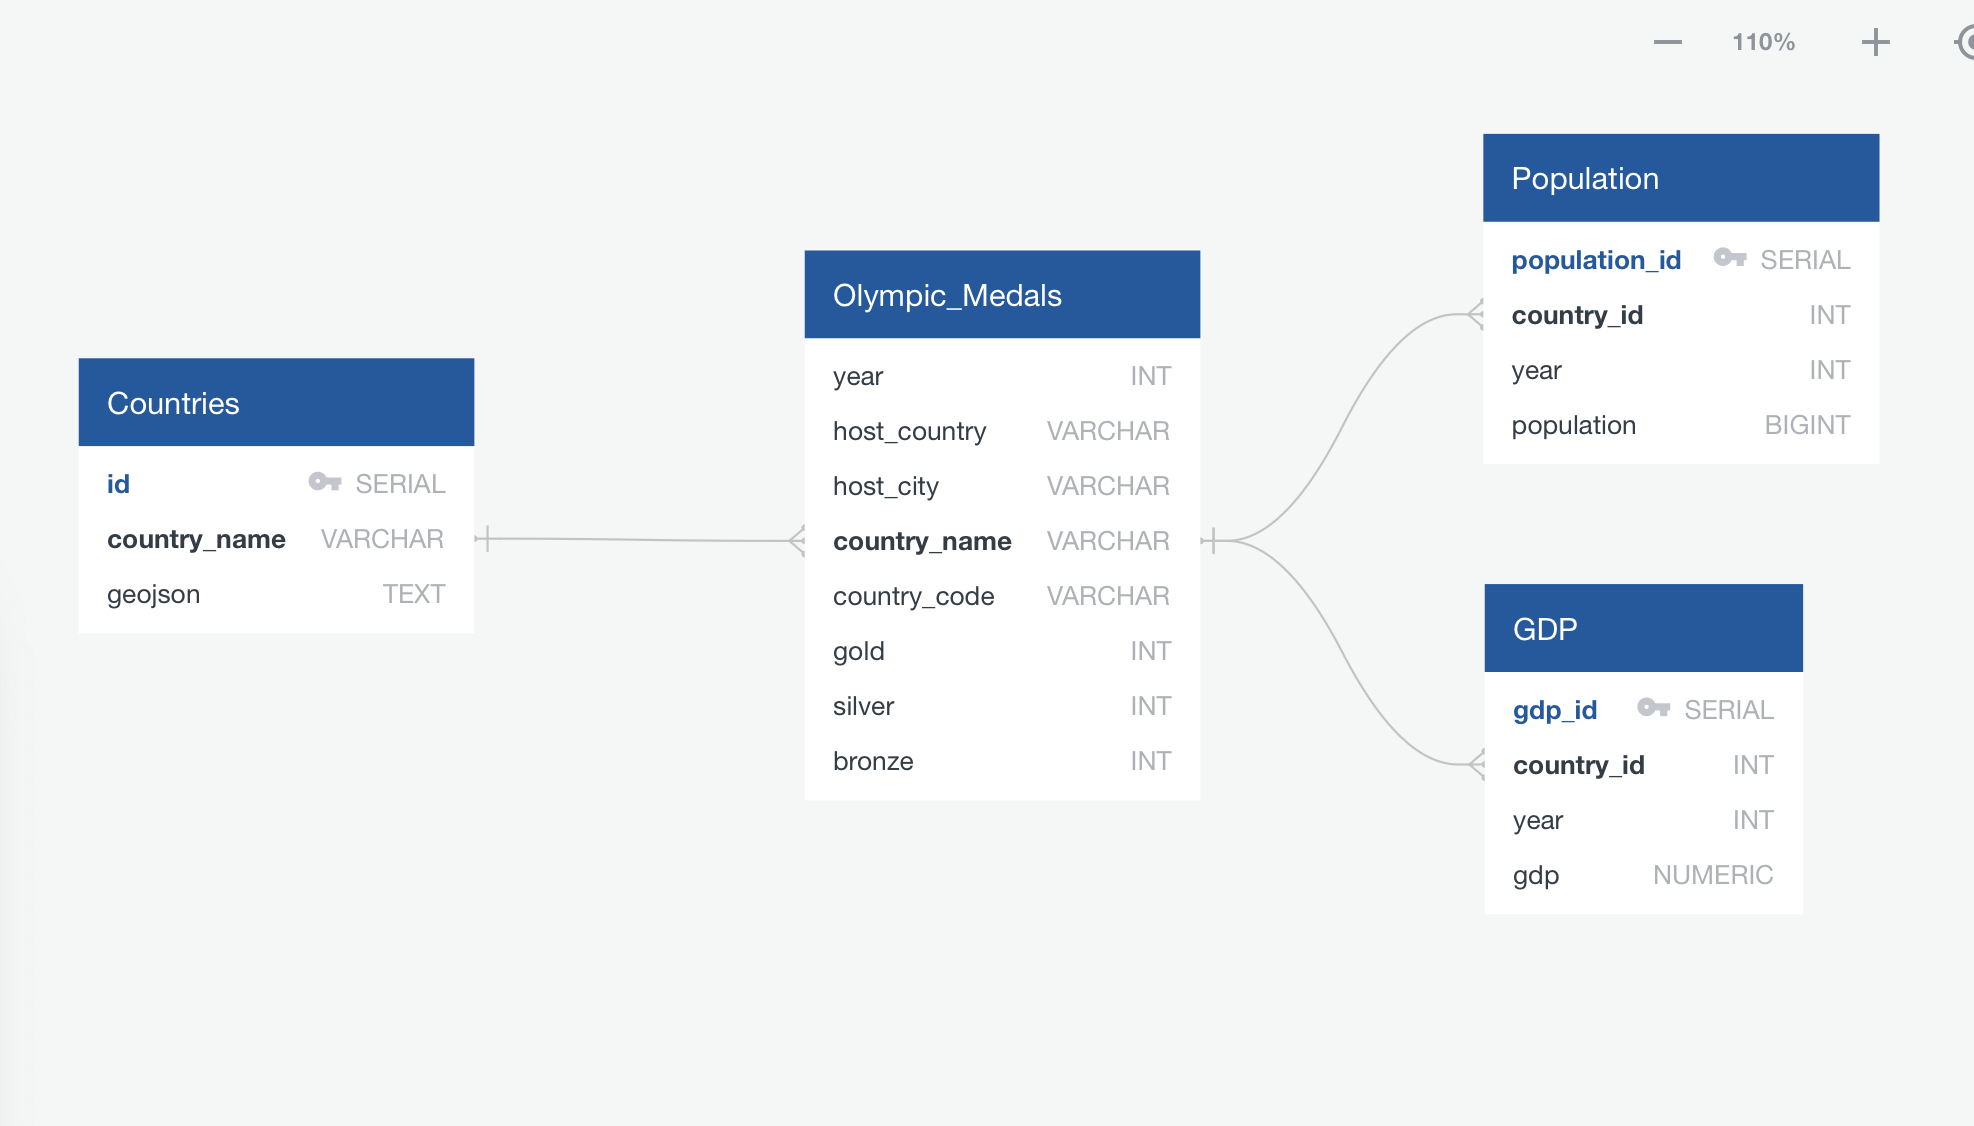 110%
Countries
id SERIAL
country_name VARCHAR
geojson TEXT
Olympic_Medals
year INT
host_country VARCHAR
host_city VARCHAR
country_name VARCHAR
country_code VARCHAR
gold INT
silver INT
bronze INT
Population
population_id SERIAL
country_id INT
year INT
population BIGINT
GDP
gdp_id SERIAL
country_id INT
year INT
gdp NUMERIC